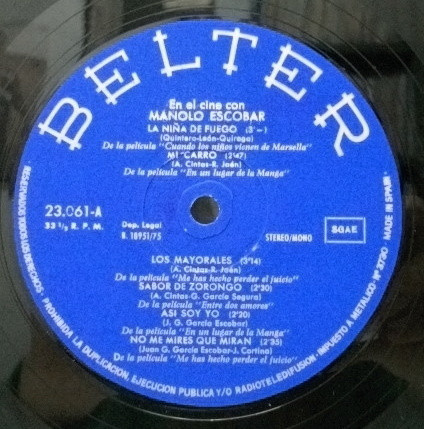 BELTER
En el cine con
MANOLO ESCOBAR
LA NIÑA DE FUEGO (3'-)
(Quintero-León-Quiroga)
De la película "Cuando los niños vienen de Marsella"
MI CARRO (2'47)
(A. Cintas-R. Jaén)
De la película "En un lugar de la Manga"
23.061-A
33 1/3 R. P. M.
Dep. Legal
B. 18951/75
STEREO/MONO
SGAE
LOS MAYORALES (3'14)
(A. Cintas-R. Jaén)
De la película "Me has hecho perder el juicio"
SABOR DE ZORONGO (2'30)
(A. Cintas-G. García Segura)
De la película "Entre dos amores"
ASI SOY YO (2'20)
(J. G. García Escobar)
De la película "En un lugar de la Manga"
NO ME MIRES QUE MIRAN (2'35)
(Juan G. García Escobar-J. Cortina)
De la película "Me has hecho perder el juicio"
RESERVADOS TODOS LOS DERECHOS · PROHIBIDA LA DUPLICACION, EJECUCION PUBLICA Y/O RADIOTELEDIFUSION · IMPUESTO A METALICO Nº 3730 · MADE IN SPAIN